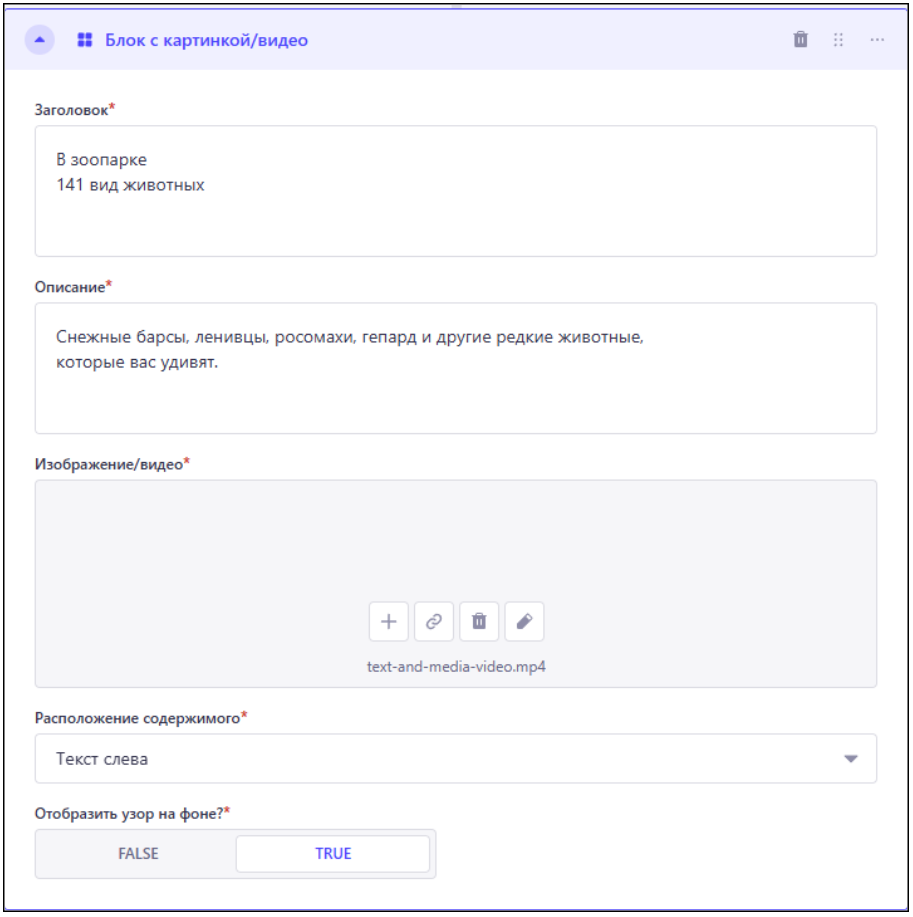 Блок с картинкой/видео
Заголовок*
В зоопарке
141 вид животных
Описание*
Снежные барсы, ленивцы, росомахи, гепард и другие редкие животные,
которые вас удивят.
Изображение/видео*
text-and-media-video.mp4
Расположение содержимого*
Текст слева
Отобразить узор на фоне?*
FALSE TRUE